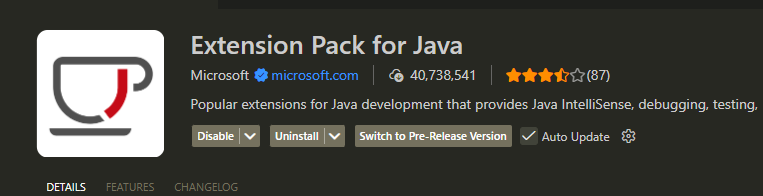 Extension Pack for Java
Microsoft microsoft.com 40,738,541 (87)
Popular extensions for Java development that provides Java IntelliSense, debugging, testing,
Disable Uninstall Switch to Pre-Release Version Auto Update
DETAILS FEATURES CHANGELOG